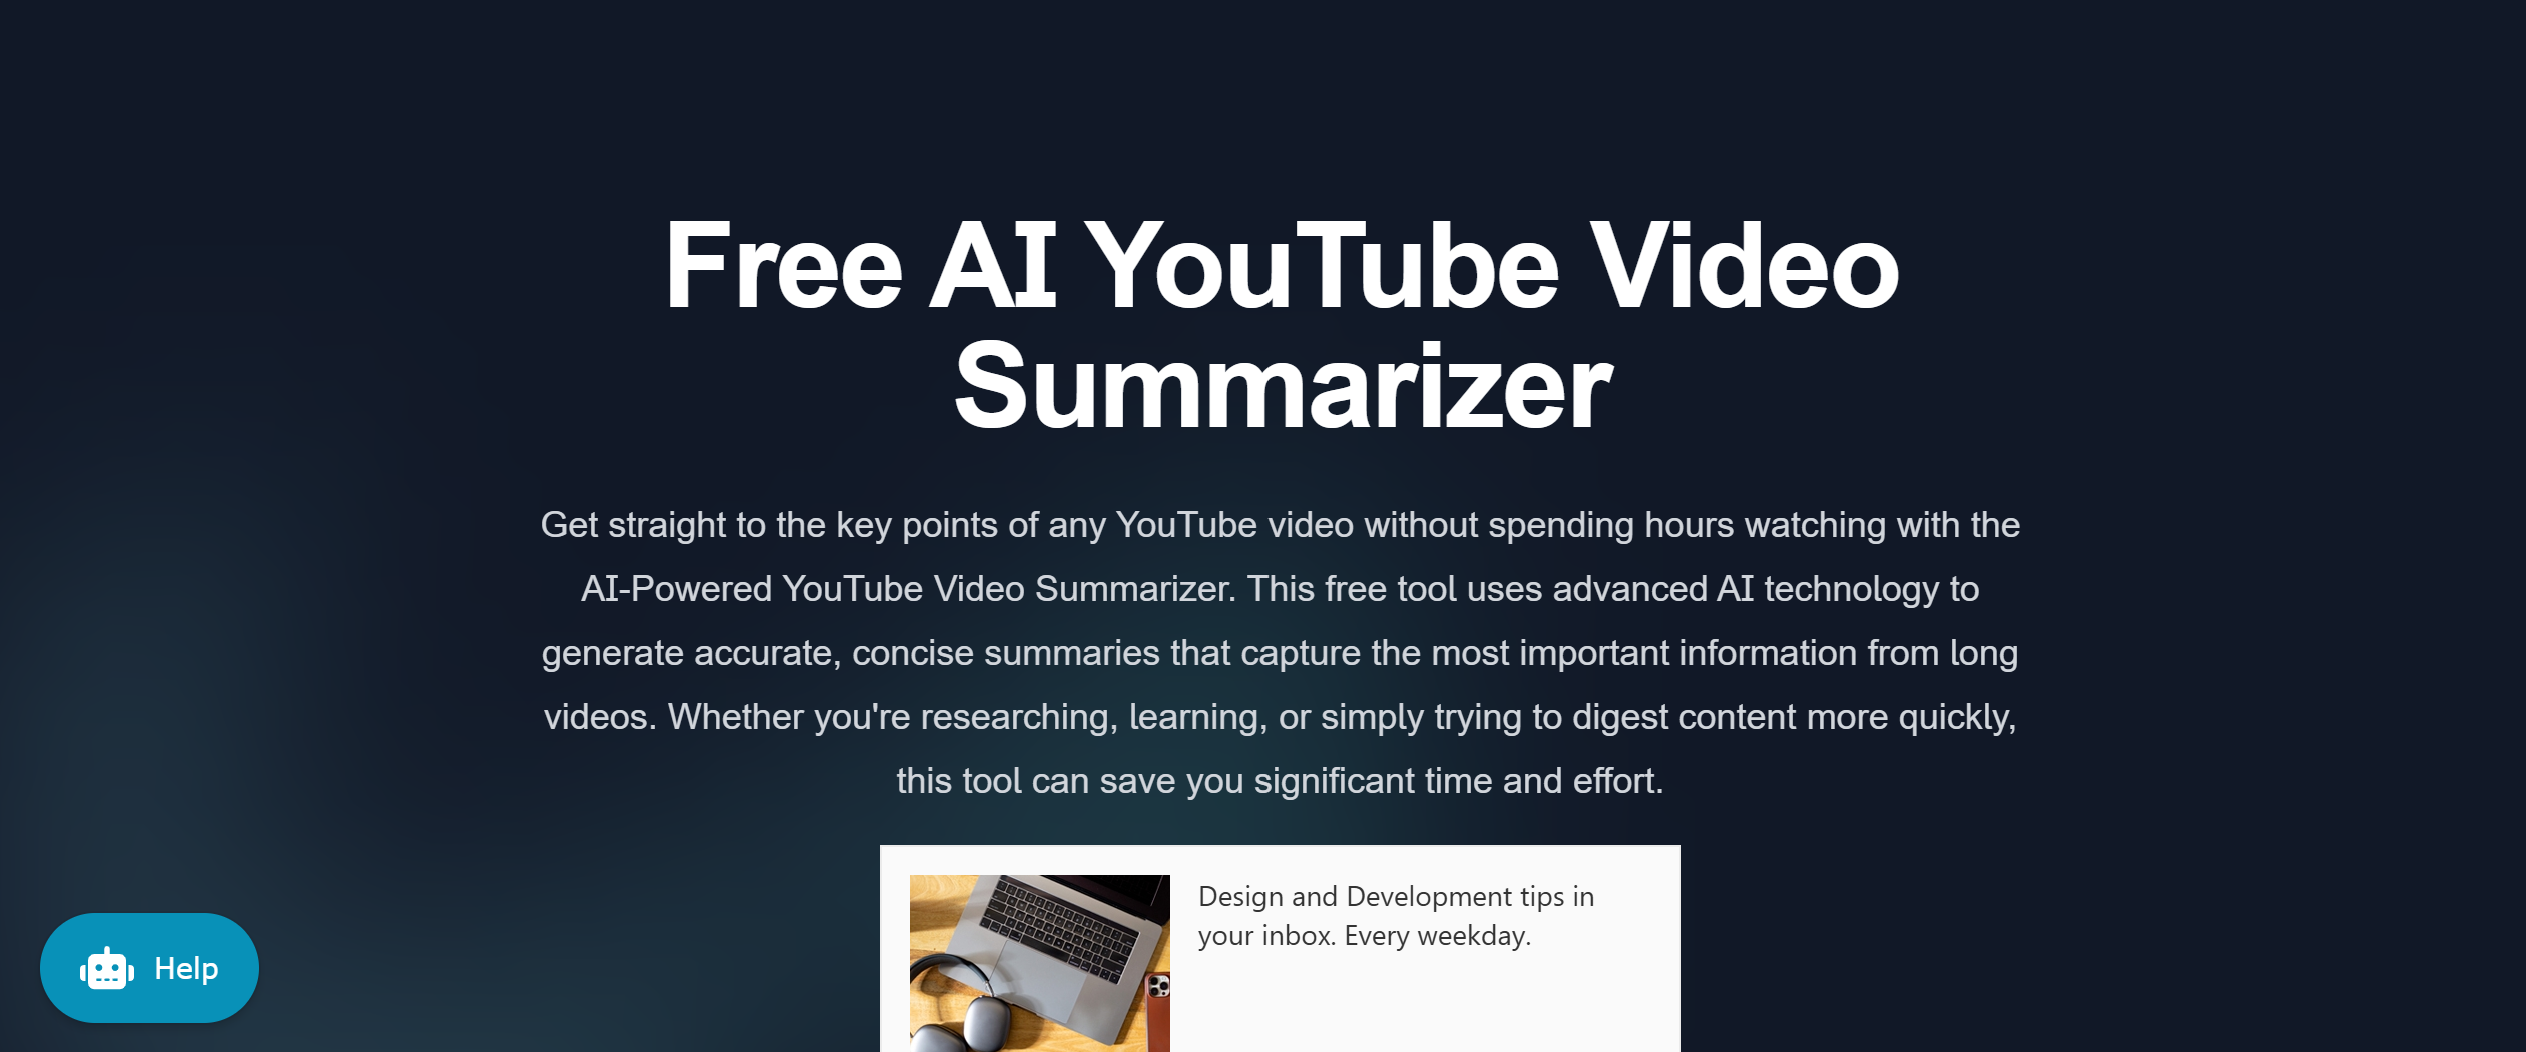 Free AI YouTube Video
Summarizer
Get straight to the key points of any YouTube video without spending hours watching with the
AI-Powered YouTube Video Summarizer. This free tool uses advanced AI technology to
generate accurate, concise summaries that capture the most important information from long
videos. Whether you're researching, learning, or simply trying to digest content more quickly,
this tool can save you significant time and effort.
Design and Development tips in
your inbox. Every weekday.
Help